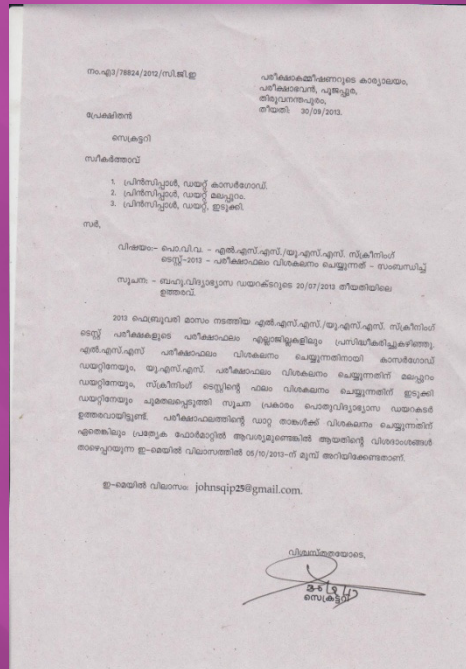 നം.എ3/78824/2012/സി.ജി.ഇ
പരീക്ഷാകമ്മീഷണറുടെ കാര്യാലയം,
പരീക്ഷാഭവൻ, പൂജപ്പുര,
തിരുവനന്തപുരം,
തീയതി: 30/09/2013.
പ്രേക്ഷിതൻ
സെക്രട്ടറി
സ്വീകർത്താവ്
1. പ്രിൻസിപ്പാൾ, ഡയറ്റ് കാസർഗോഡ്.
2. പ്രിൻസിപ്പാൾ, ഡയറ്റ് മലപ്പുറം.
3. പ്രിൻസിപ്പാൾ, ഡയറ്റ്, ഇടുക്കി.
സർ,
വിഷയം:- പൊ.വി.വ. - എൽ.എസ്.എസ്./യു.എസ്.എസ്. സ്ക്രീനിംഗ്
ടെസ്റ്റ്-2013 - പരീക്ഷാഫലം വിശകലനം ചെയ്യുന്നത് - സംബന്ധിച്ച്
സൂചന:- ബഹു.വിദ്യാഭ്യാസ ഡയറക്ടറുടെ 20/07/2013 തീയതിയിലെ
ഉത്തരവ്.
2013 ഫെബ്രുവരി മാസം നടത്തിയ എൽ.എസ്.എസ്./യു.എസ്.എസ്. സ്ക്രീനിംഗ്
ടെസ്റ്റ് പരീക്ഷകളുടെ പരീക്ഷാഫലം എല്ലാജില്ലകളിലും പ്രസിദ്ധീകരിച്ചുകഴിഞ്ഞു.
എൽ.എസ്.എസ് പരീക്ഷാഫലം വിശകലനം ചെയ്യുന്നതിനായി കാസർഗോഡ്
ഡയറ്റിനേയും, യു.എസ്.എസ്. പരീക്ഷാഫലം വിശകലനം ചെയ്യുന്നതിന് മലപ്പുറം
ഡയറ്റിനേയും, സ്ക്രീനിംഗ് ടെസ്റ്റിന്റെ ഫലം വിശകലനം ചെയ്യുന്നതിന് ഇടുക്കി
ഡയറ്റിനേയും ചുമതലപ്പെടുത്തി സൂചന പ്രകാരം പൊതുവിദ്യാഭ്യാസ ഡയറക്ടർ
ഉത്തരവായിട്ടുണ്ട്. പരീക്ഷാഫലത്തിന്റെ ഡാറ്റ താങ്കൾക്ക് വിശകലനം ചെയ്യുന്നതിന്
ഏതെങ്കിലും പ്രത്യേക ഫോർമാറ്റിൽ ആവശ്യമുണ്ടെങ്കിൽ ആയതിന്റെ വിശദാംശങ്ങൾ
താഴെപ്പറയുന്ന ഇ-മെയിൽ വിലാസത്തിൽ 05/10/2013-ന് മുമ്പ് അറിയിക്കേണ്ടതാണ്.
ഇ-മെയിൽ വിലാസം: johnsqip25@gmail.com.
വിശ്വസ്തതയോടെ,
സെക്രട്ടറി